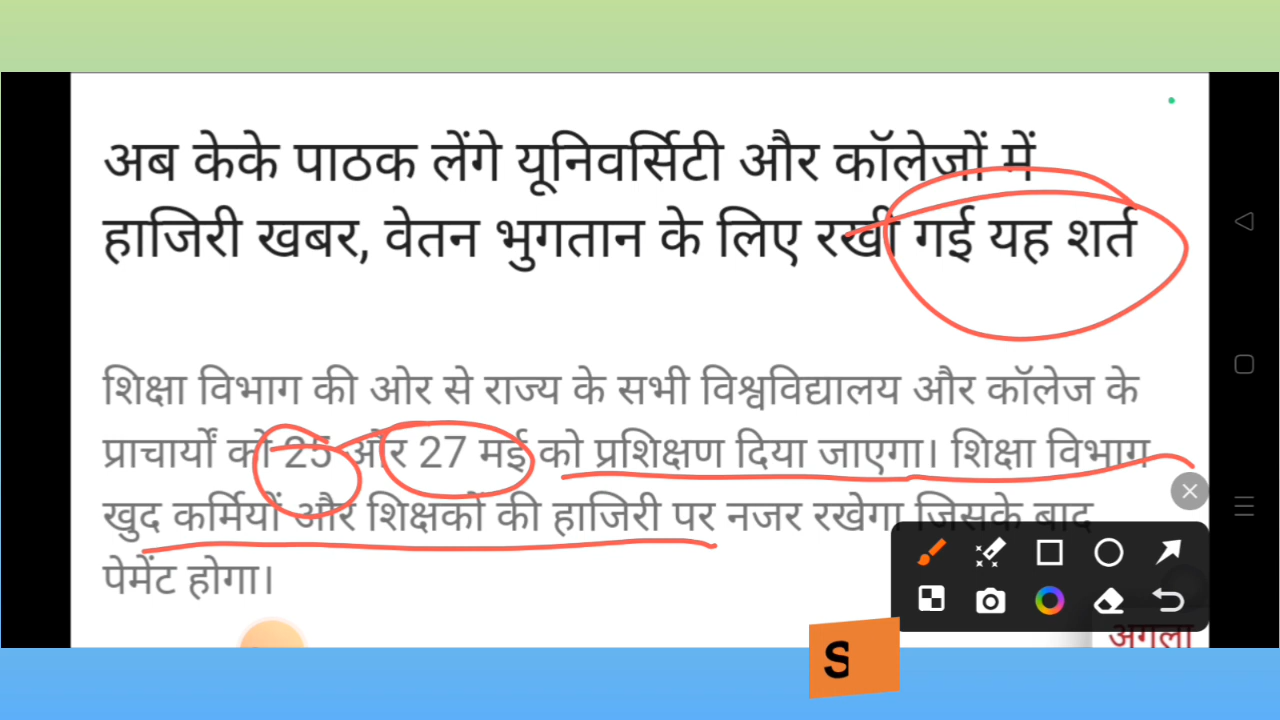 अब केके पाठक लेंगे यूनिवर्सिटी और कॉलेजों में
हाजिरी खबर, वेतन भुगतान के लिए रखी गई यह शर्त
शिक्षा विभाग की ओर से राज्य के सभी विश्वविद्यालय और कॉलेज के
प्राचार्यों को 25 और 27 मई को प्रशिक्षण दिया जाएगा। शिक्षा विभाग
खुद कर्मियों और शिक्षकों की हाजिरी पर नजर रखेगा जिसके बाद
पेमेंट होगा।
अगला
S